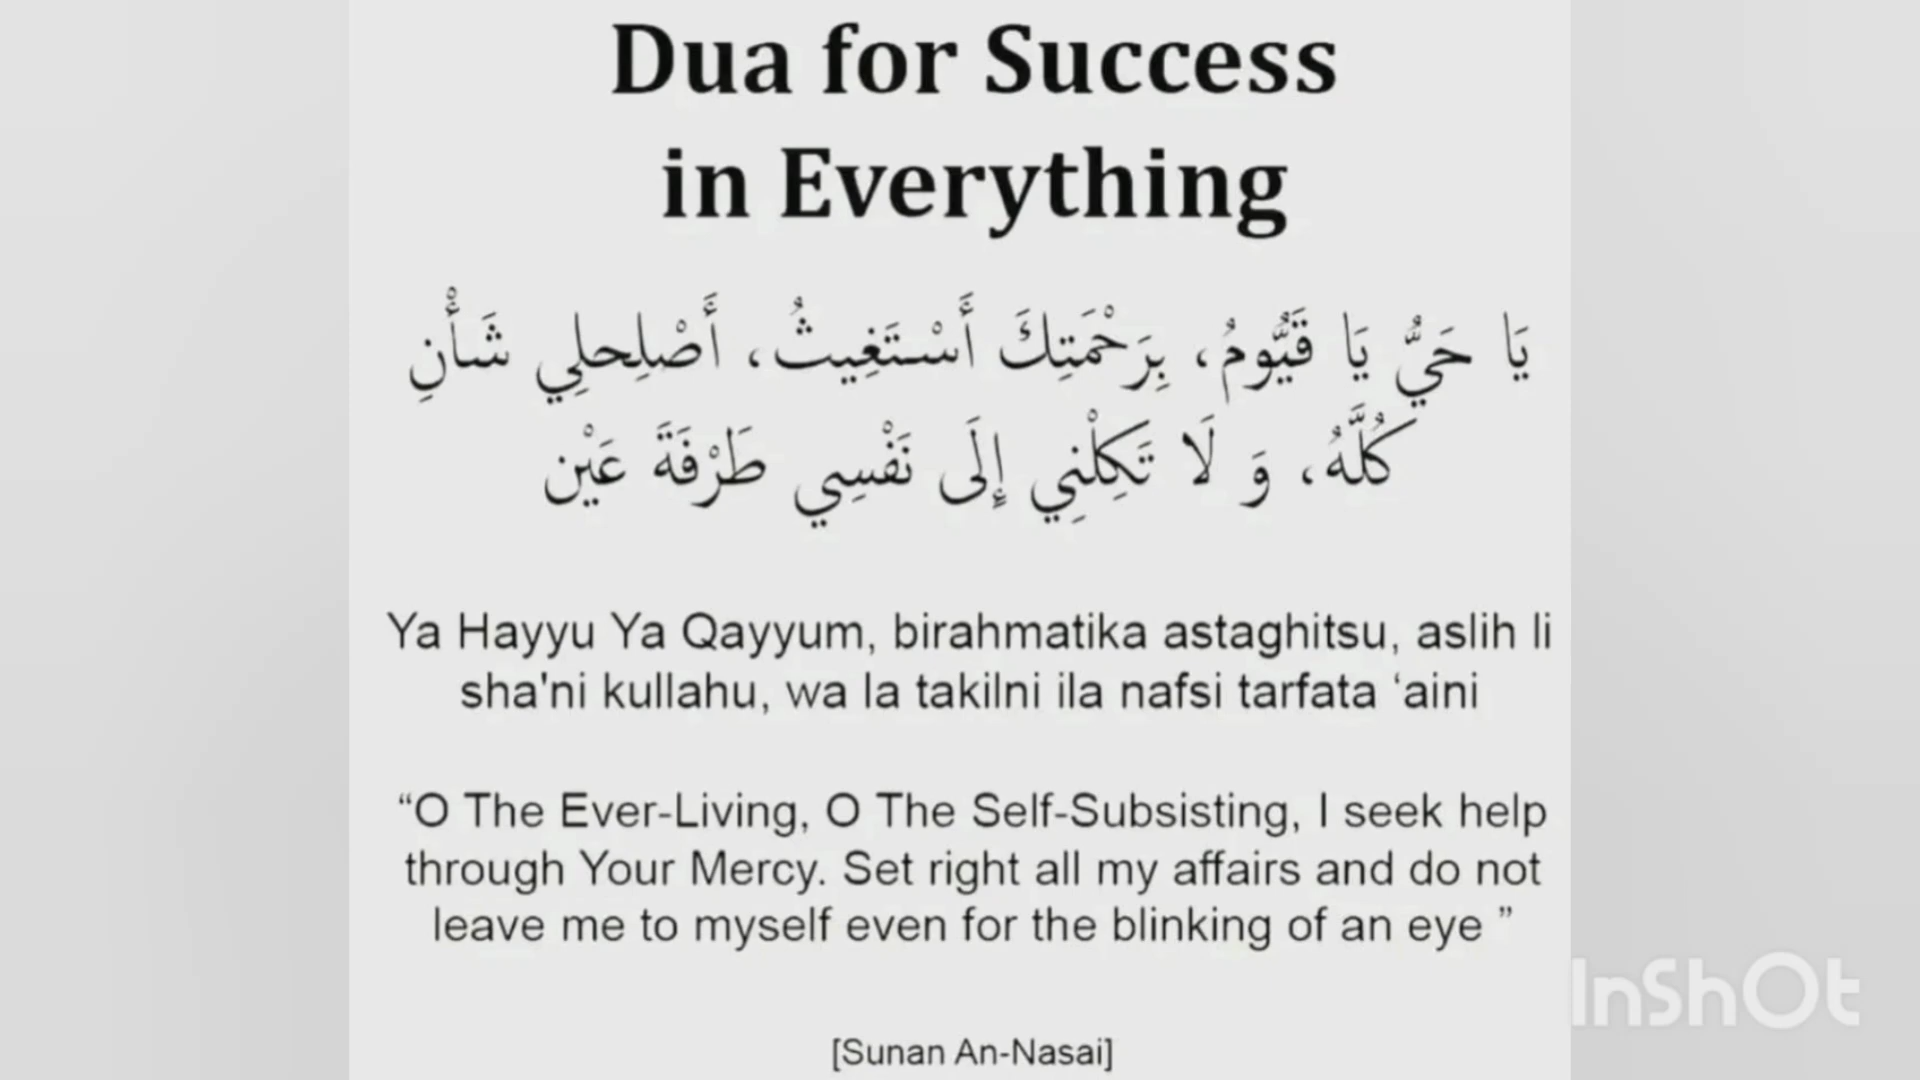 Dua for Success
in Everything
يَا حَيُّ يَا قَيُّومُ، بِرَحْمَتِكَ أَسْتَغِيثُ، أَصْلِحلِي شَأْنِ
كُلَّهُ، وَ لَا تَكِلْنِي إِلَى نَفْسِي طَرْفَةَ عَيْن
Ya Hayyu Ya Qayyum, birahmatika astaghitsu, aslih li
sha'ni kullahu, wa la takilni ila nafsi tarfata ‘aini
“O The Ever-Living, O The Self-Subsisting, I seek help
through Your Mercy. Set right all my affairs and do not
leave me to myself even for the blinking of an eye ”
InShOt
[Sunan An-Nasai]